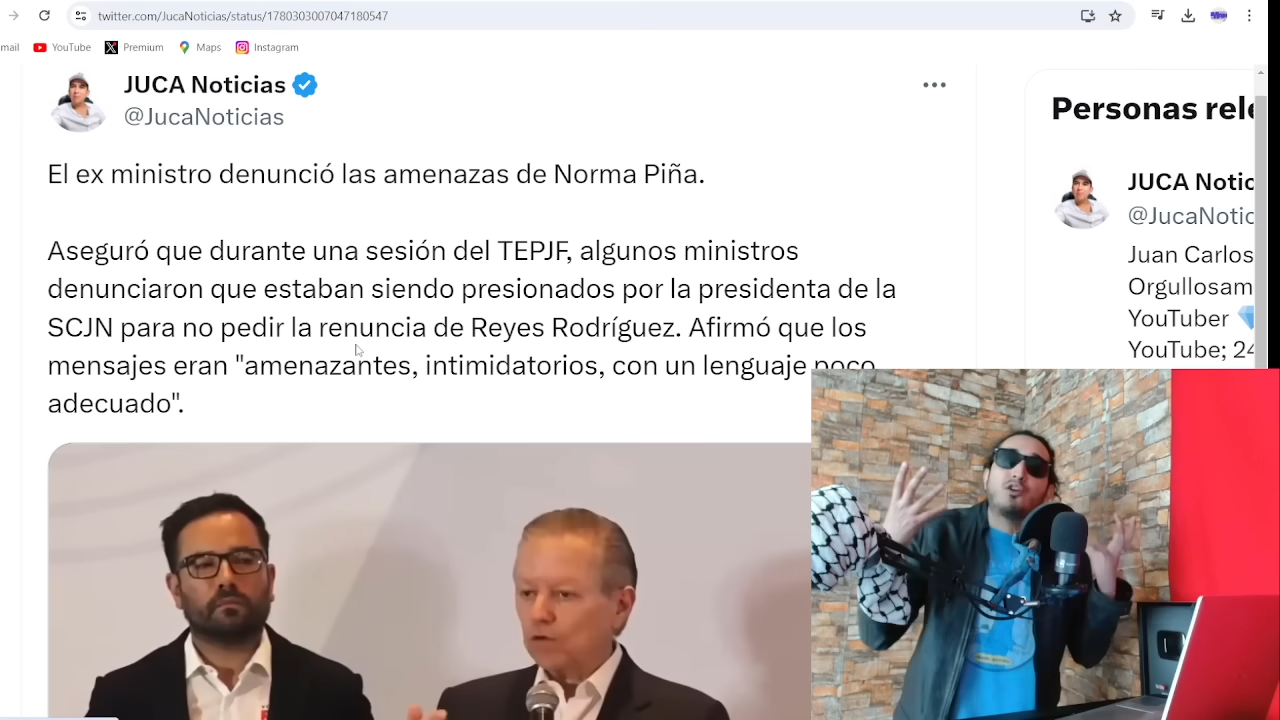 twitter.com/JucaNoticias/status/1780303007047180547
mail YouTube Premium Maps Instagram
JUCA Noticias
@JucaNoticias
El ex ministro denunció las amenazas de Norma Piña.
Aseguró que durante una sesión del TEPJF, algunos ministros
denunciaron que estaban siendo presionados por la presidenta de la
SCJN para no pedir la renuncia de Reyes Rodríguez. Afirmó que los
mensajes eran "amenazantes, intimidatorios, con un lenguaje poco
adecuado".
Personas rele
JUCA Notic
@JucaNotic
Juan Carlos
Orgullosam
YouTuber
YouTube; 24